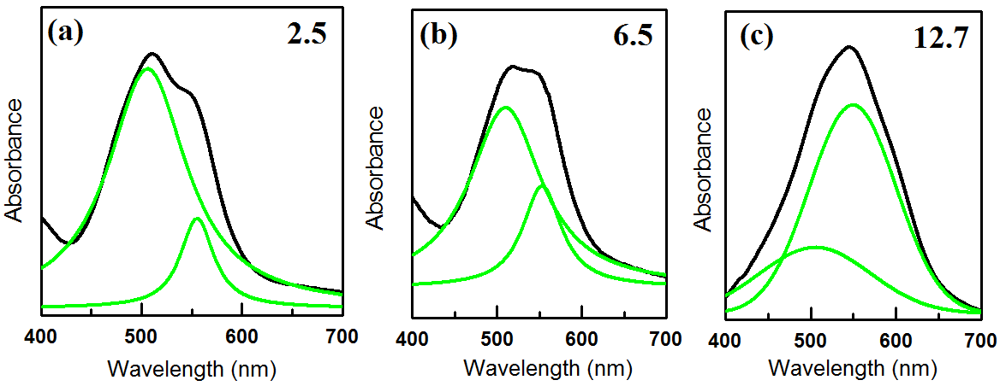 (a) 2.5
Absorbance
400 500 600 700
Wavelength (nm)
(b) 6.5
Absorbance
400 500 600 700
Wavelength (nm)
(c) 12.7
Absorbance
400 500 600 700
Wavelength (nm)